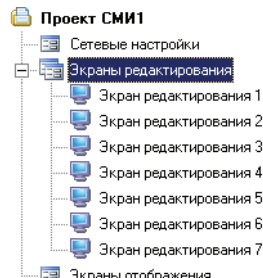 Проект СМИ1
Сетевые настройки
Экраны редактирования
Экран редактирования 1
Экран редактирования 2
Экран редактирования 3
Экран редактирования 4
Экран редактирования 5
Экран редактирования 6
Экран редактирования 7
Экраны отображения